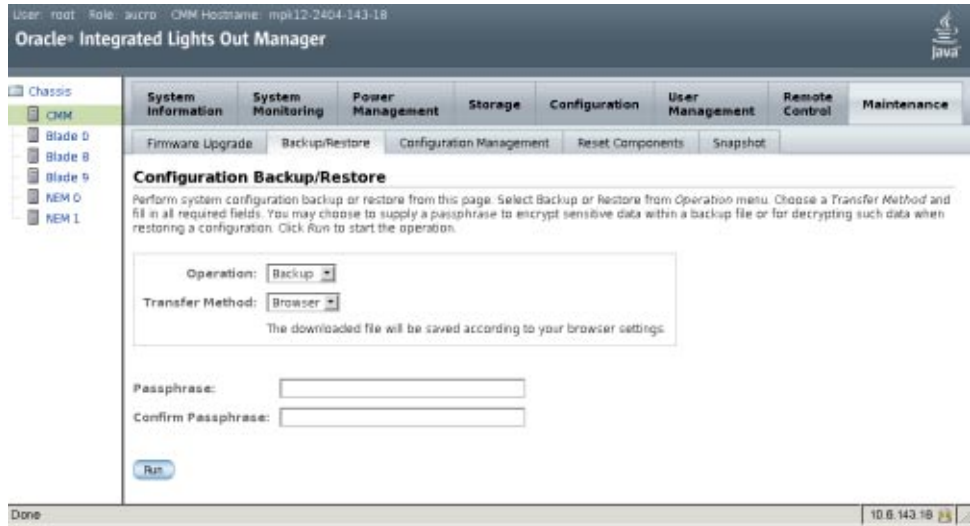 User: root Role: aucro CMM Hostname: mpk12-2404-143-18
Oracle® Integrated Lights Out Manager
Java
Chassis
CMM
Blade 0
Blade 8
Blade 9
NEM 0
NEM 1
System Information
System Monitoring
Power Management
Storage
Configuration
User Management
Remote Control
Maintenance
Firmware Upgrade
Backup/Restore
Configuration Management
Reset Components
Snapshot
Configuration Backup/Restore
Perform system configuration backup or restore from this page. Select Backup or Restore from Operation menu. Choose a Transfer Method and
fill in all required fields. You may choose to supply a passphrase to encrypt sensitive data within a backup file or for decrypting such data when
restoring a configuration. Click Run to start the operation.
Operation: Backup
Transfer Method: Browser
The downloaded file will be saved according to your browser settings
Passphrase:
Confirm Passphrase:
Run
Done
10.6.143.18